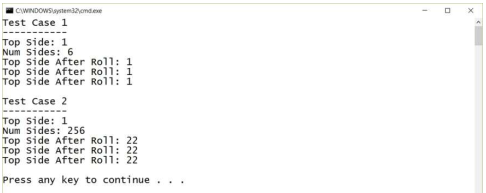 C:\WINDOWS\system32\cmd.exe
Test Case 1
-----------
Top Side: 1
Num Sides: 6
Top Side After Roll: 1
Top Side After Roll: 1
Top Side After Roll: 1
Test Case 2
-----------
Top Side: 1
Num Sides: 256
Top Side After Roll: 22
Top Side After Roll: 22
Top Side After Roll: 22
Press any key to continue . . .